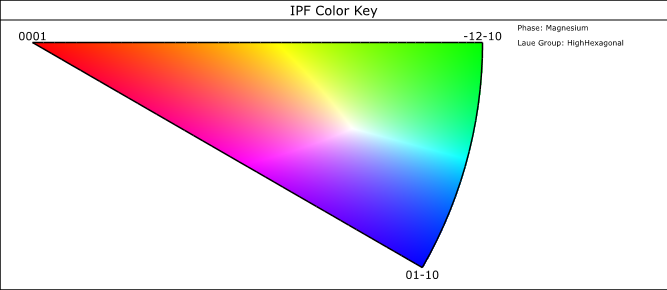 IPF Color Key
0001
-12-10
Phase: Magnesium
Laue Group: HighHexagonal
01-10